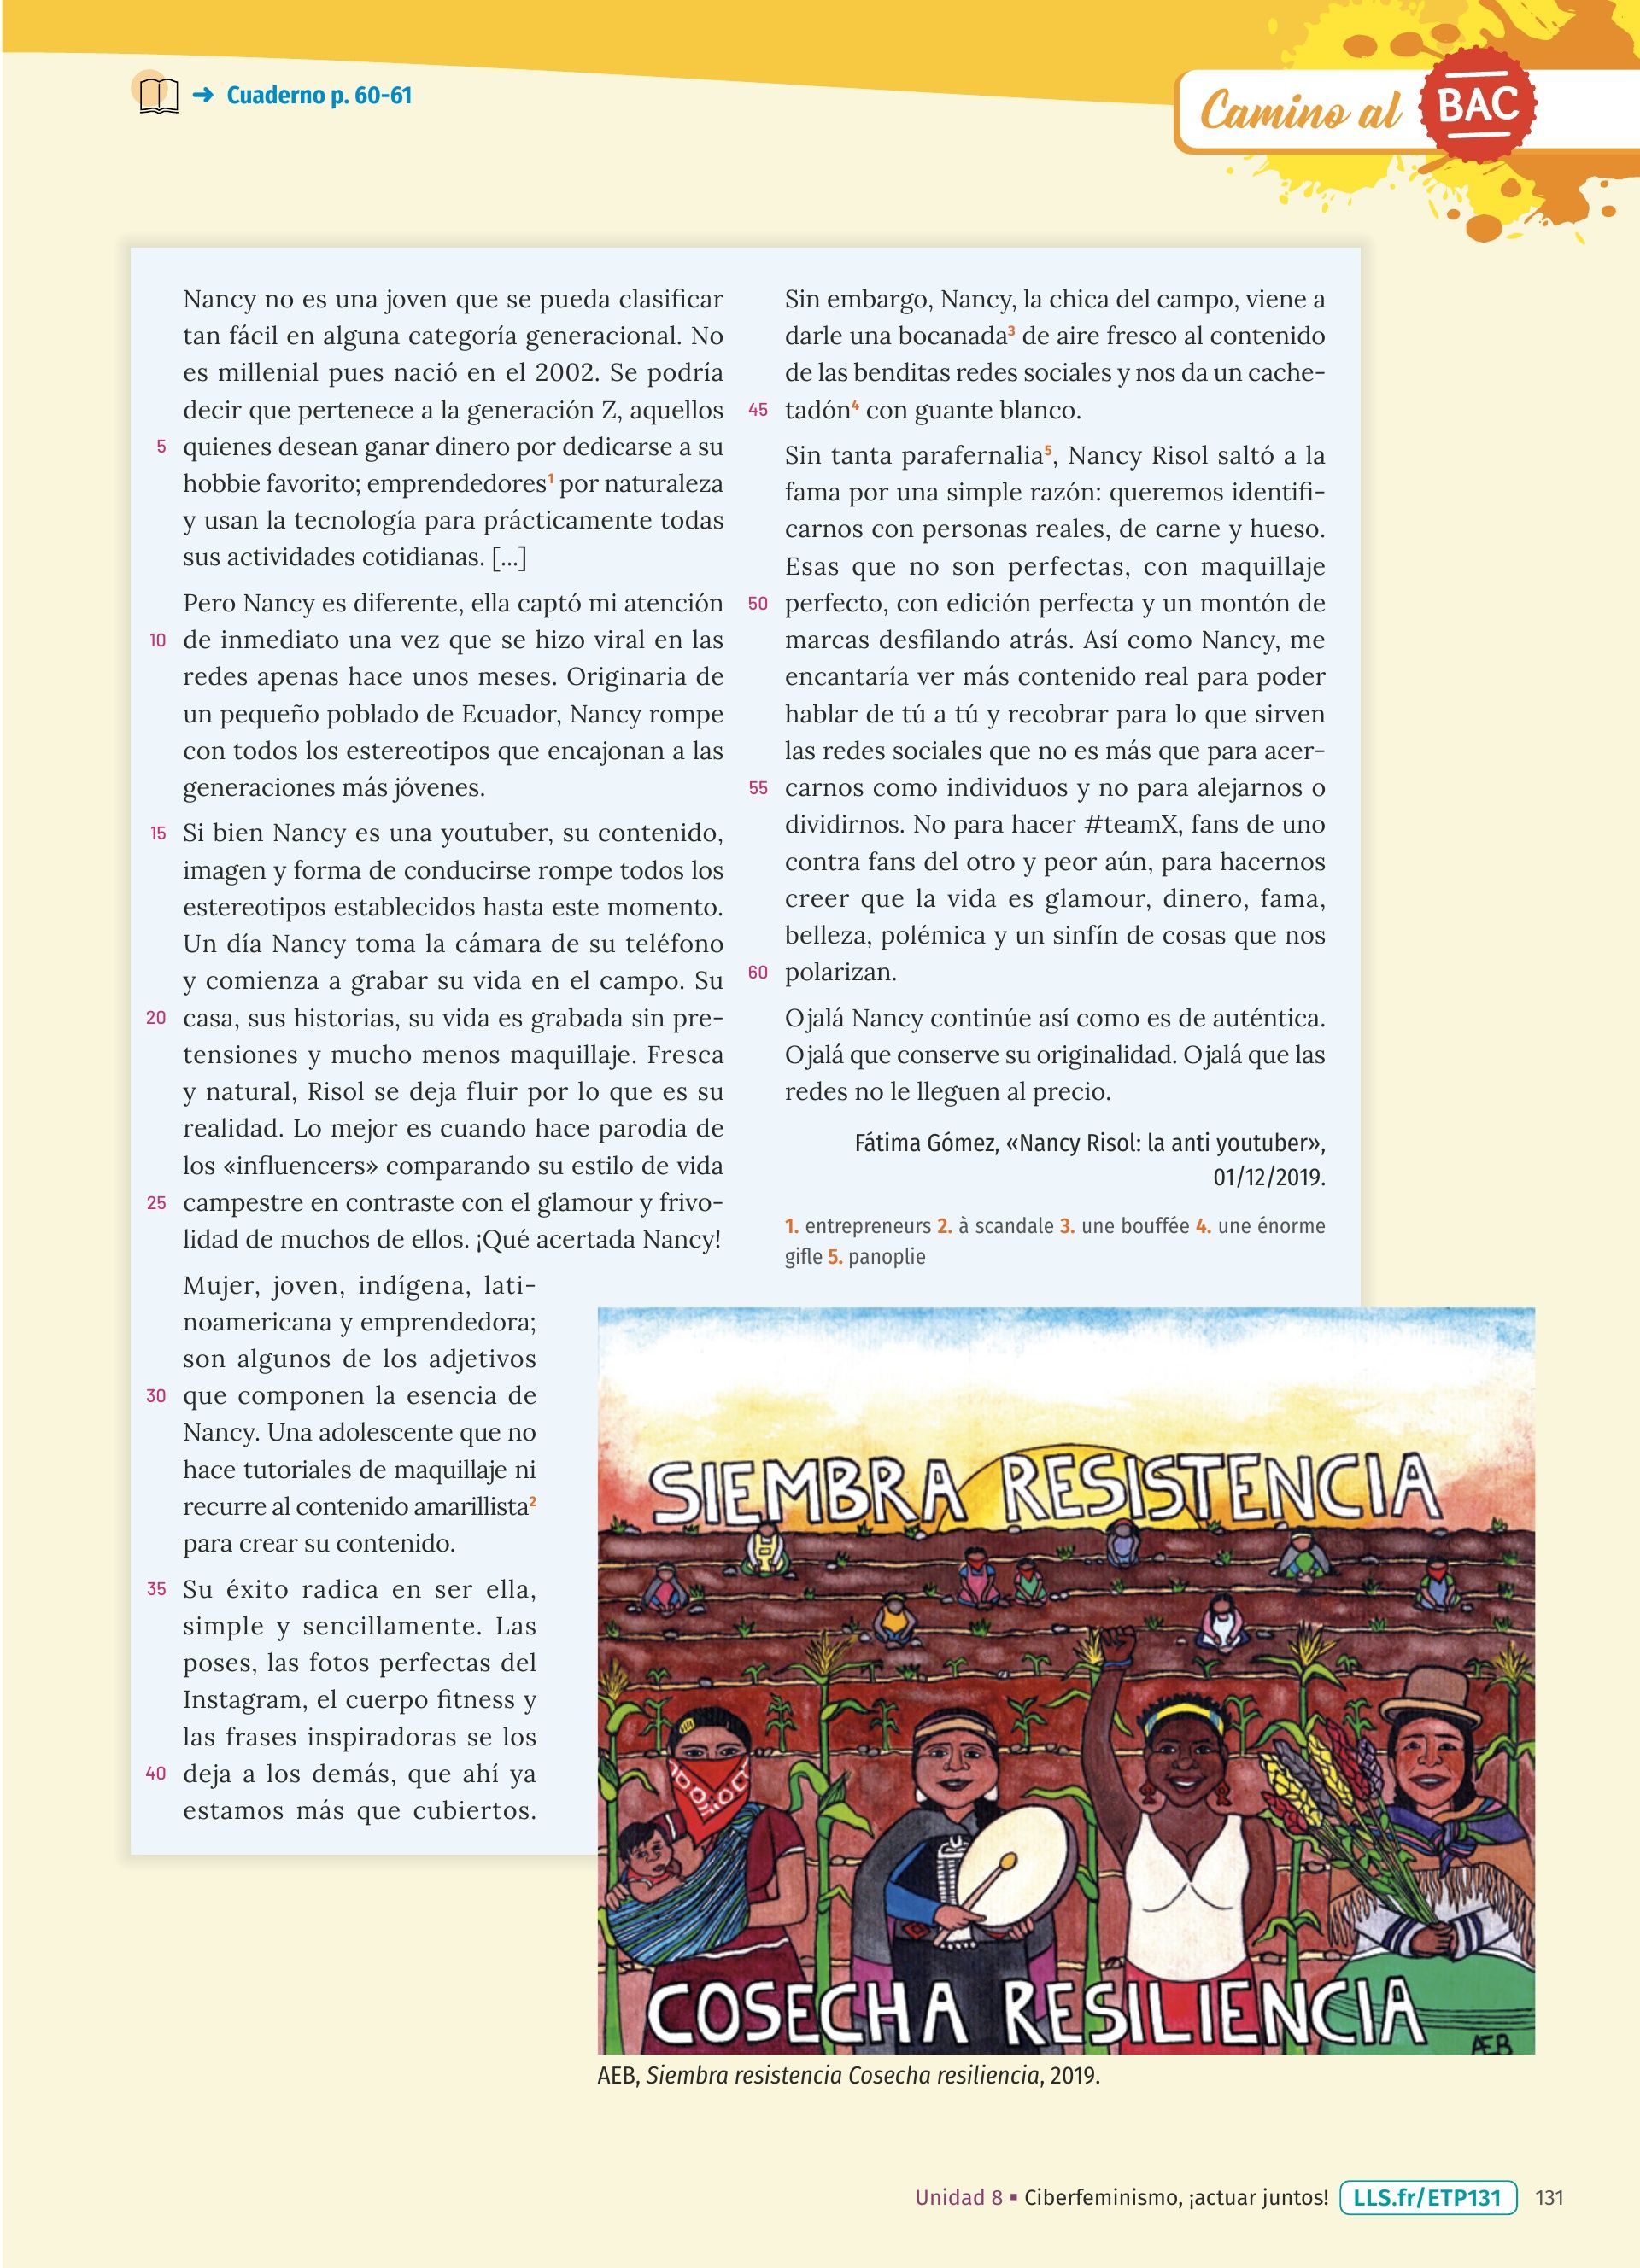 → Cuaderno p. 60-61
Camino al BAC
Nancy no es una joven que se pueda clasificar
tan fácil en alguna categoría generacional. No
es millenial pues nació en el 2002. Se podría
decir que pertenece a la generación Z, aquellos
5 quienes desean ganar dinero por dedicarse a su
hobbie favorito; emprendedores1 por naturaleza
y usan la tecnología para prácticamente todas
sus actividades cotidianas. [...]
Pero Nancy es diferente, ella captó mi atención
10 de inmediato una vez que se hizo viral en las
redes apenas hace unos meses. Originaria de
un pequeño poblado de Ecuador, Nancy rompe
con todos los estereotipos que encajonan a las
generaciones más jóvenes.
15 Si bien Nancy es una youtuber, su contenido,
imagen y forma de conducirse rompe todos los
estereotipos establecidos hasta este momento.
Un día Nancy toma la cámara de su teléfono
y comienza a grabar su vida en el campo. Su
20 casa, sus historias, su vida es grabada sin pre-
tensiones y mucho menos maquillaje. Fresca
y natural, Risol se deja fluir por lo que es su
realidad. Lo mejor es cuando hace parodia de
los «influencers» comparando su estilo de vida
25 campestre en contraste con el glamour y frivo-
lidad de muchos de ellos. ¡Qué acertada Nancy!
Mujer, joven, indígena, lati-
noamericana y emprendedora;
son algunos de los adjetivos
30 que componen la esencia de
Nancy. Una adolescente que no
hace tutoriales de maquillaje ni
recurre al contenido amarillista2
para crear su contenido.
35 Su éxito radica en ser ella,
simple y sencillamente. Las
poses, las fotos perfectas del
Instagram, el cuerpo fitness y
las frases inspiradoras se los
40 deja a los demás, que ahí ya
estamos más que cubiertos.
Sin embargo, Nancy, la chica del campo, viene a
darle una bocanada3 de aire fresco al contenido
de las benditas redes sociales y nos da un cache-
45 tadón4 con guante blanco.
Sin tanta parafernalia5, Nancy Risol saltó a la
fama por una simple razón: queremos identifi-
carnos con personas reales, de carne y hueso.
Esas que no son perfectas, con maquillaje
50 perfecto, con edición perfecta y un montón de
marcas desfilando atrás. Así como Nancy, me
encantaría ver más contenido real para poder
hablar de tú a tú y recobrar para lo que sirven
las redes sociales que no es más que para acer-
55 carnos como individuos y no para alejarnos o
dividirnos. No para hacer #teamX, fans de uno
contra fans del otro y peor aún, para hacernos
creer que la vida es glamour, dinero, fama,
belleza, polémica y un sinfín de cosas que nos
60 polarizan.
Ojalá Nancy continúe así como es de auténtica.
Ojalá que conserve su originalidad. Ojalá que las
redes no le lleguen al precio.
Fátima Gómez, «Nancy Risol: la anti youtuber»,
01/12/2019.
1. entrepreneurs 2. à scandale 3. une bouffée 4. une énorme
gifle 5. panoplie
SIEMBRA RESISTENCIA
COSECHA RESILIENCIA
AEB
AEB, Siembra resistencia Cosecha resiliencia, 2019.
Unidad 8 ▪ Ciberfeminismo, ¡actuar juntos! LLS.fr/ETP131 131